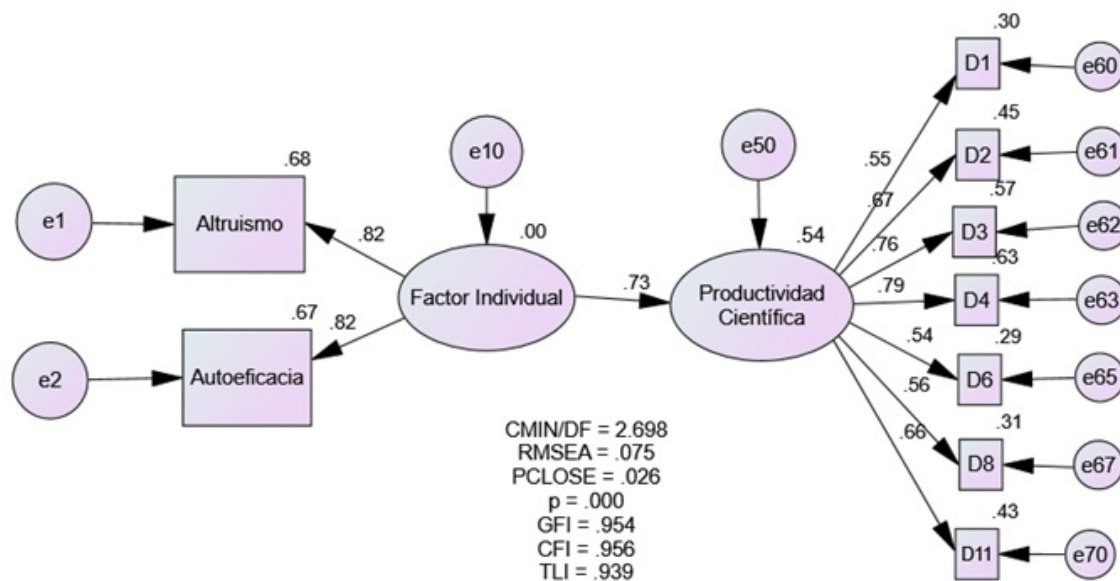 .30
D1
e60
.45
.55
D2
e61
.57
.67
D3
e62
.76
.63
.79
D4
e63
.54
.29
D6
e65
.56
.31
D8
e67
.66
.43
D11
e70
e50
.54
Productividad
Científica
.73
e10
.00
Factor Individual
.68
e1
Altruismo
.82
.67
.82
e2
Autoeficacia
CMIN/DF = 2.698
RMSEA = .075
PCLOSE = .026
p = .000
GFI = .954
CFI = .956
TLI = .939